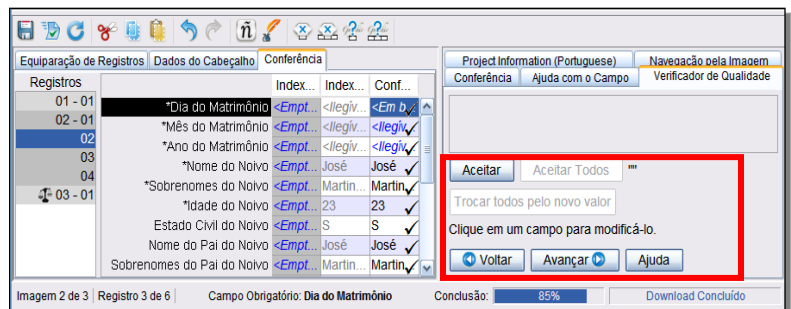 ñ
Equiparação de Registros Dados do Cabeçalho Conferência
Registros
01 - 01
02 - 01
02
03
04
03 - 01
Index... Index... Conf...
*Dia do Matrimônio <Empt... <Ilegív... <Em b...
*Mês do Matrimônio <Empt... <Ilegív... <Ilegív...
*Ano do Matrimônio <Empt... <Ilegív... <Ilegív...
*Nome do Noivo <Empt... José José
*Sobrenomes do Noivo <Empt... Martin... Martin...
*Idade do Noivo <Empt... 23 23
Estado Civil do Noivo <Empt... S S
Nome do Pai do Noivo <Empt... José José
Sobrenomes do Pai do Noivo <Empt... Martin... Martin...
Project Information (Portuguese) Navegação pela Imagem
Conferência Ajuda com o Campo Verificador de Qualidade
Aceitar Aceitar Todos ""
Trocar todos pelo novo valor
Clique em um campo para modificá-lo.
Voltar Avançar Ajuda
Imagem 2 de 3 Registro 3 de 6 Campo Obrigatório: Dia do Matrimônio Conclusão: 85% Download Concluído